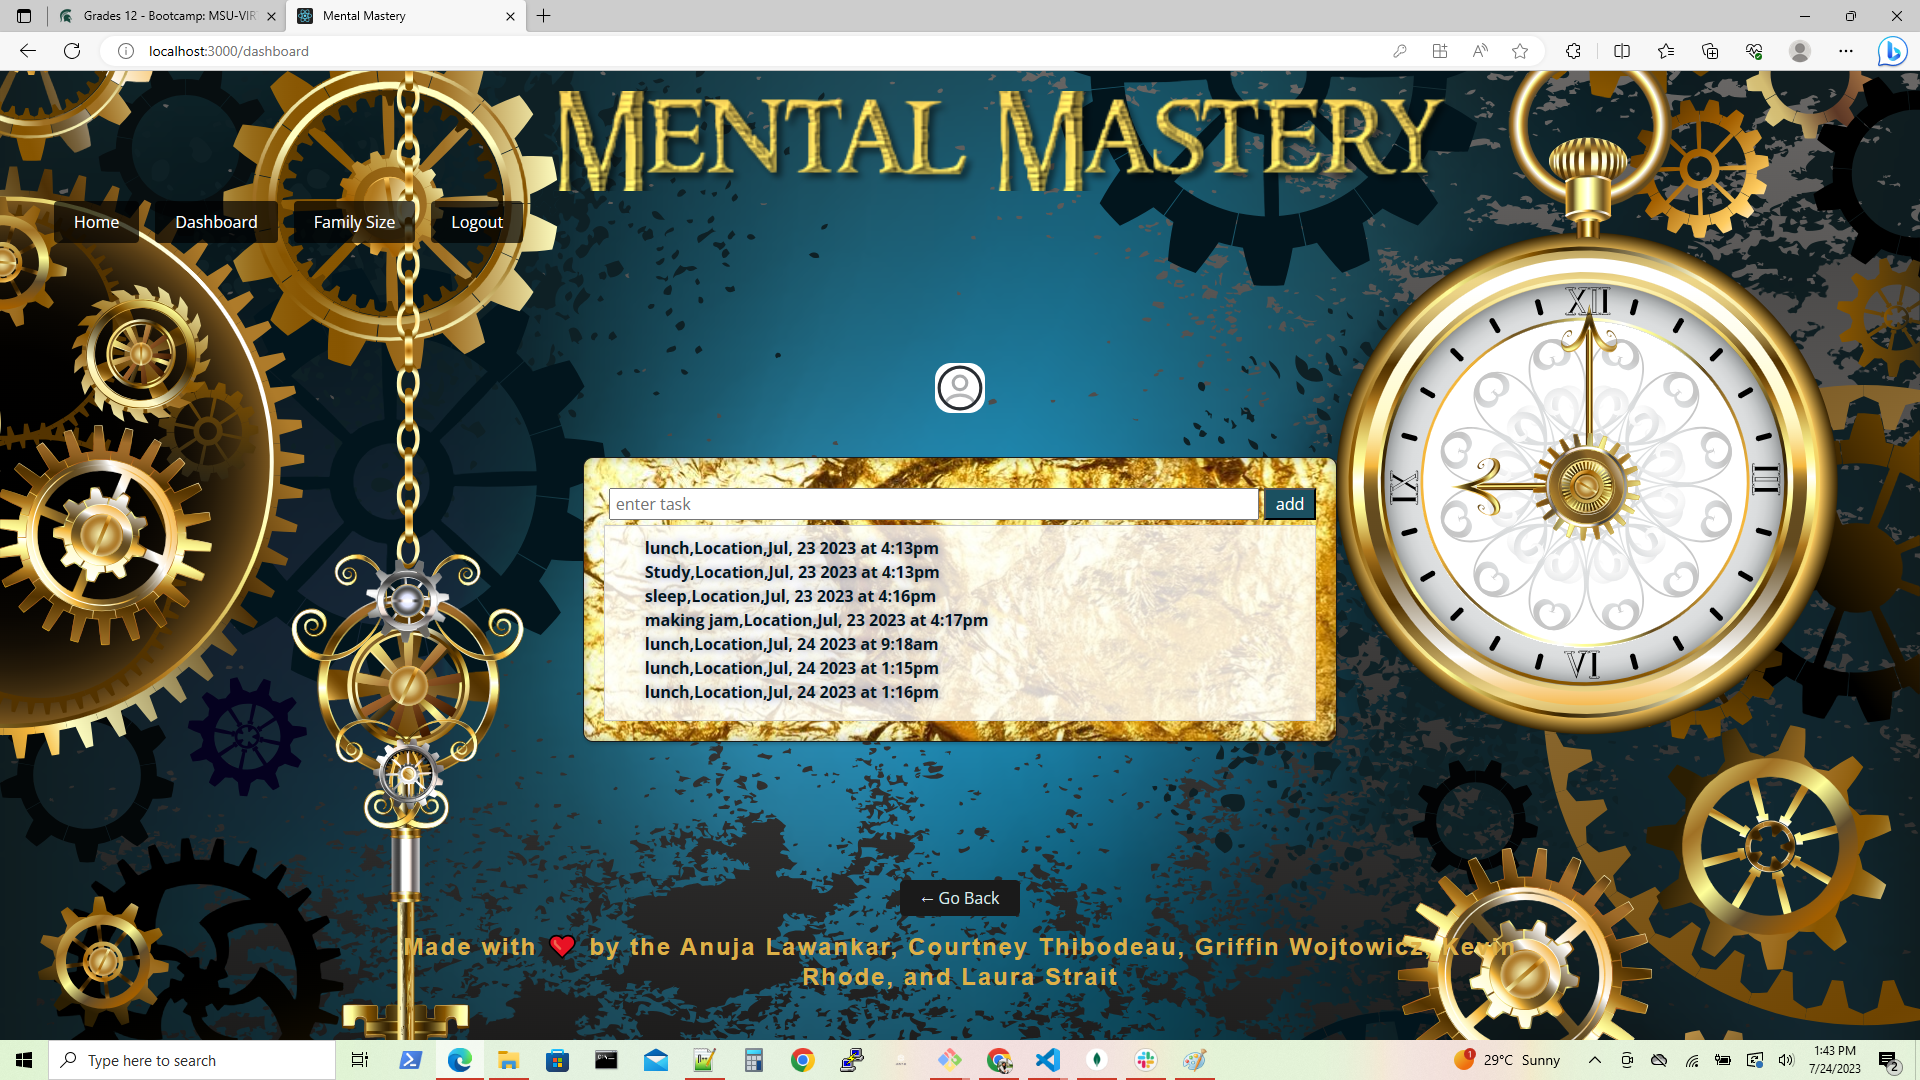 Grades 12 - Bootcamp: MSU-VIR
Mental Mastery
localhost:3000/dashboard
MENTAL MASTERY
Home
Dashboard
Family Size
Logout
XII
III
VI
IX
enter task
add
lunch,Location,Jul, 23 2023 at 4:13pm
Study,Location,Jul, 23 2023 at 4:13pm
sleep,Location,Jul, 23 2023 at 4:16pm
making jam,Location,Jul, 23 2023 at 4:17pm
lunch,Location,Jul, 24 2023 at 9:18am
lunch,Location,Jul, 24 2023 at 1:15pm
lunch,Location,Jul, 24 2023 at 1:16pm
← Go Back
Made with ❤ by the Anuja Lawankar, Courtney Thibodeau, Griffin Wojtowicz, Kevin
Rhode, and Laura Strait
Type here to search
1
29°C Sunny
1:43 PM
7/24/2023
2